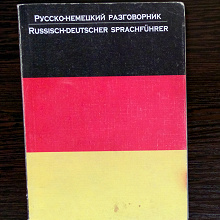 Русско-немецкий разговорник
Russisch-deutscher Sprachführer